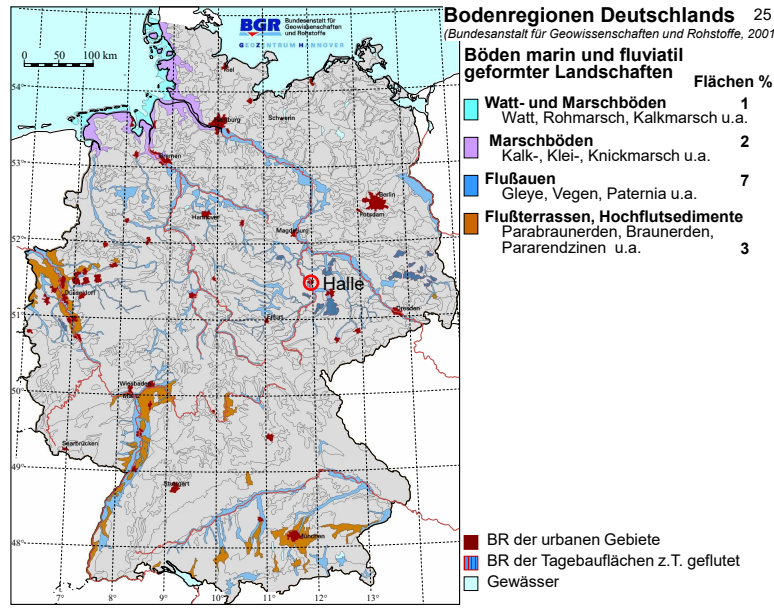 Bodenregionen Deutschlands 25
(Bundesanstalt für Geowissenschaften und Rohstoffe, 2001
Böden marin und fluviatil
geformter Landschaften
Flächen %
Watt- und Marschböden 1
Watt, Rohmarsch, Kalkmarsch u.a.
Marschböden 2
Kalk-, Klei-, Knickmarsch u.a.
Flußauen 7
Gleye, Vegen, Paternia u.a.
Flußterrassen, Hochflutsedimente
Parabraunerden, Braunerden,
Pararendzinen u.a. 3
BR der urbanen Gebiete
BR der Tagebauflächen z.T. geflutet
Gewässer
BGR
Bundesanstalt für
Geowissenschaften
und Rohstoffe
GEOZENTRUM HANNOVER
0 50 100 km
54°
53°
52°
51°
50°
49°
48°
7° 8° 9° 10° 11° 12° 13°
Kiel
Schwerin
Bremen
Berlin
Potsdam
Hannover
Magdeburg
Halle
Düsseldorf
Erfurt
Dresden
Wiesbaden
Mainz
Saarbrücken
Stuttgart
München